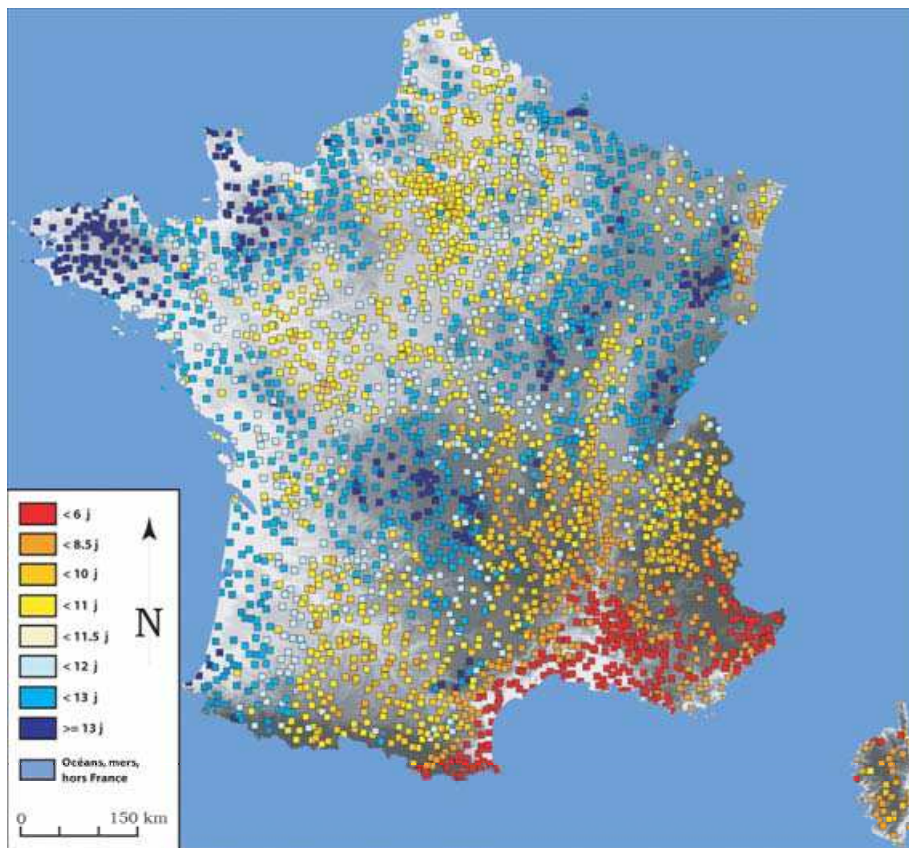 < 6 j
< 8.5 j
< 10 j
< 11 j
< 11.5 j
< 12 j
< 13 j
>= 13 j
Océans, mers,
hors France
N
0 150 km